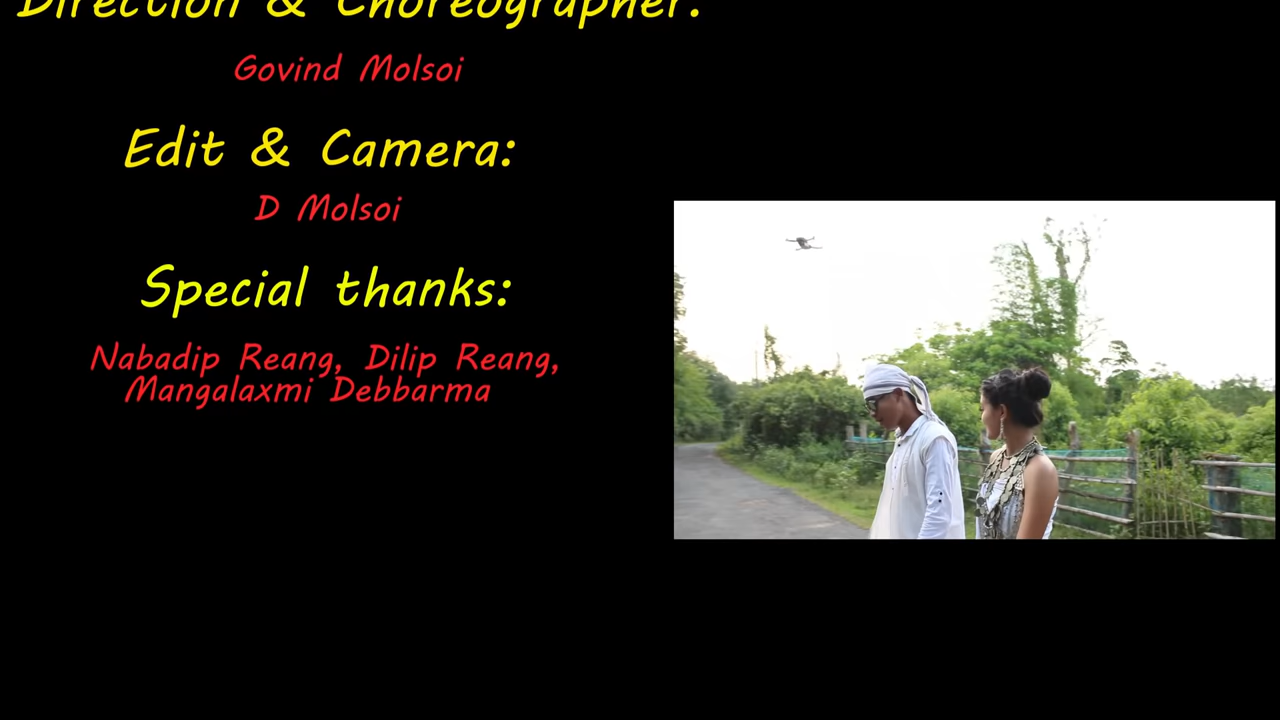 Direction & Choreographer:
Govind Molsoi
Edit & Camera:
D Molsoi
Special thanks:
Nabadip Reang, Dilip Reang,
Mangalaxmi Debbarma